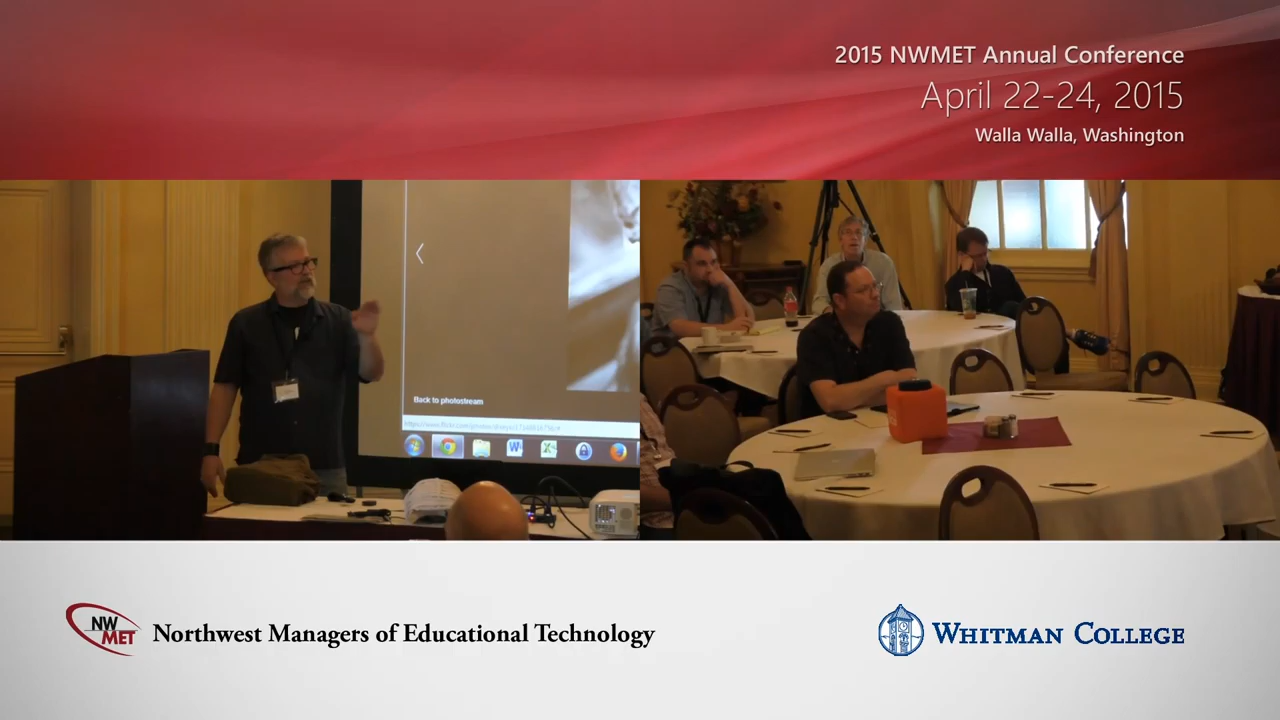 2015 NWMET Annual Conference
April 22-24, 2015
Walla Walla, Washington
Back to photostream
NW
MET
Northwest Managers of Educational Technology
WHITMAN COLLEGE